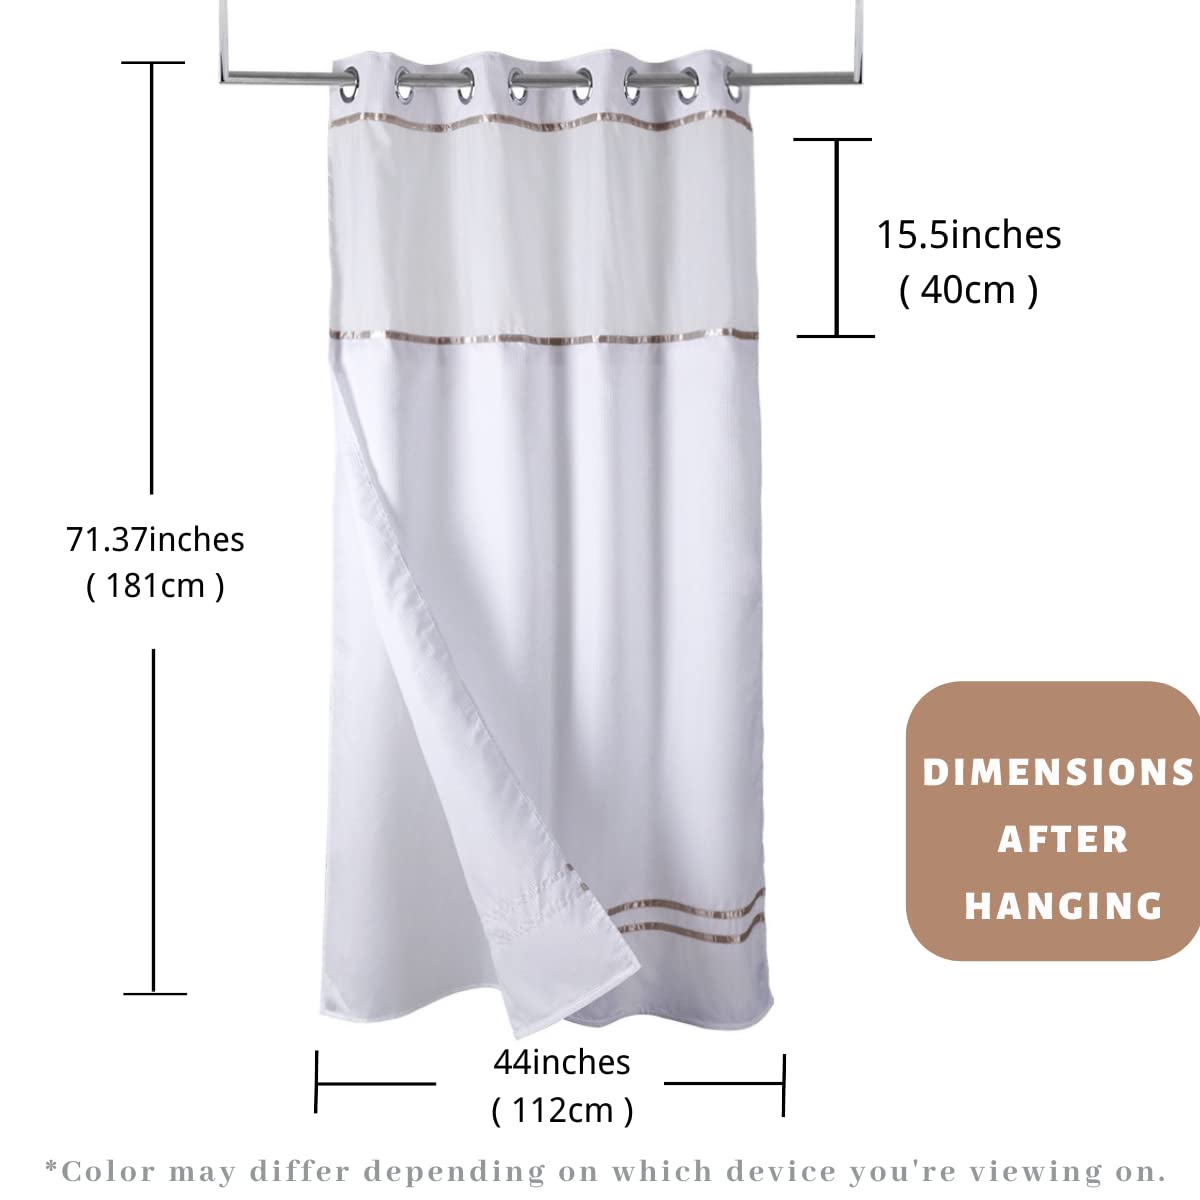 15.5inches
( 40cm )
71.37inches
( 181cm )
DIMENSIONS
AFTER
HANGING
44inches
( 112cm )
*Color may differ depending on which device you're viewing on.